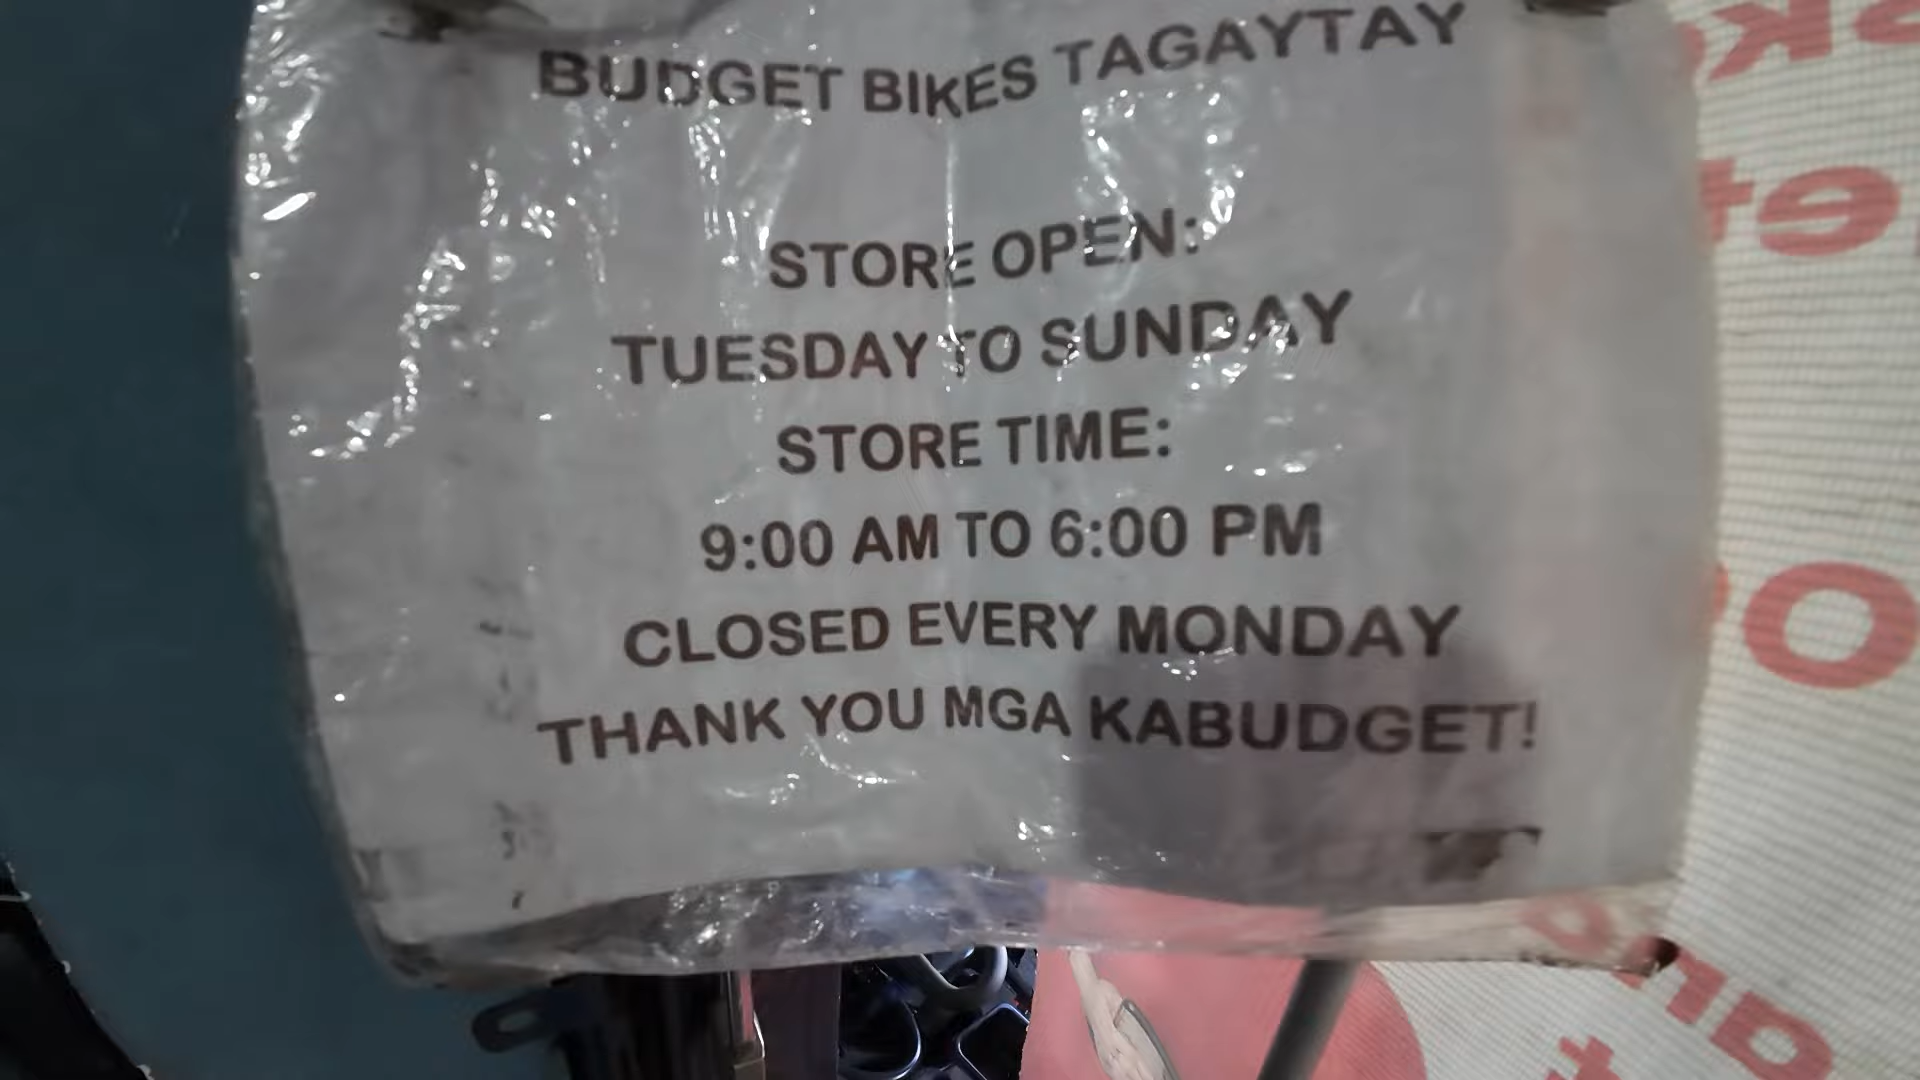 BUDGET BIKES TAGAYTAY
STORE OPEN:
TUESDAY TO SUNDAY
STORE TIME:
9:00 AM TO 6:00 PM
CLOSED EVERY MONDAY
THANK YOU MGA KABUDGET!